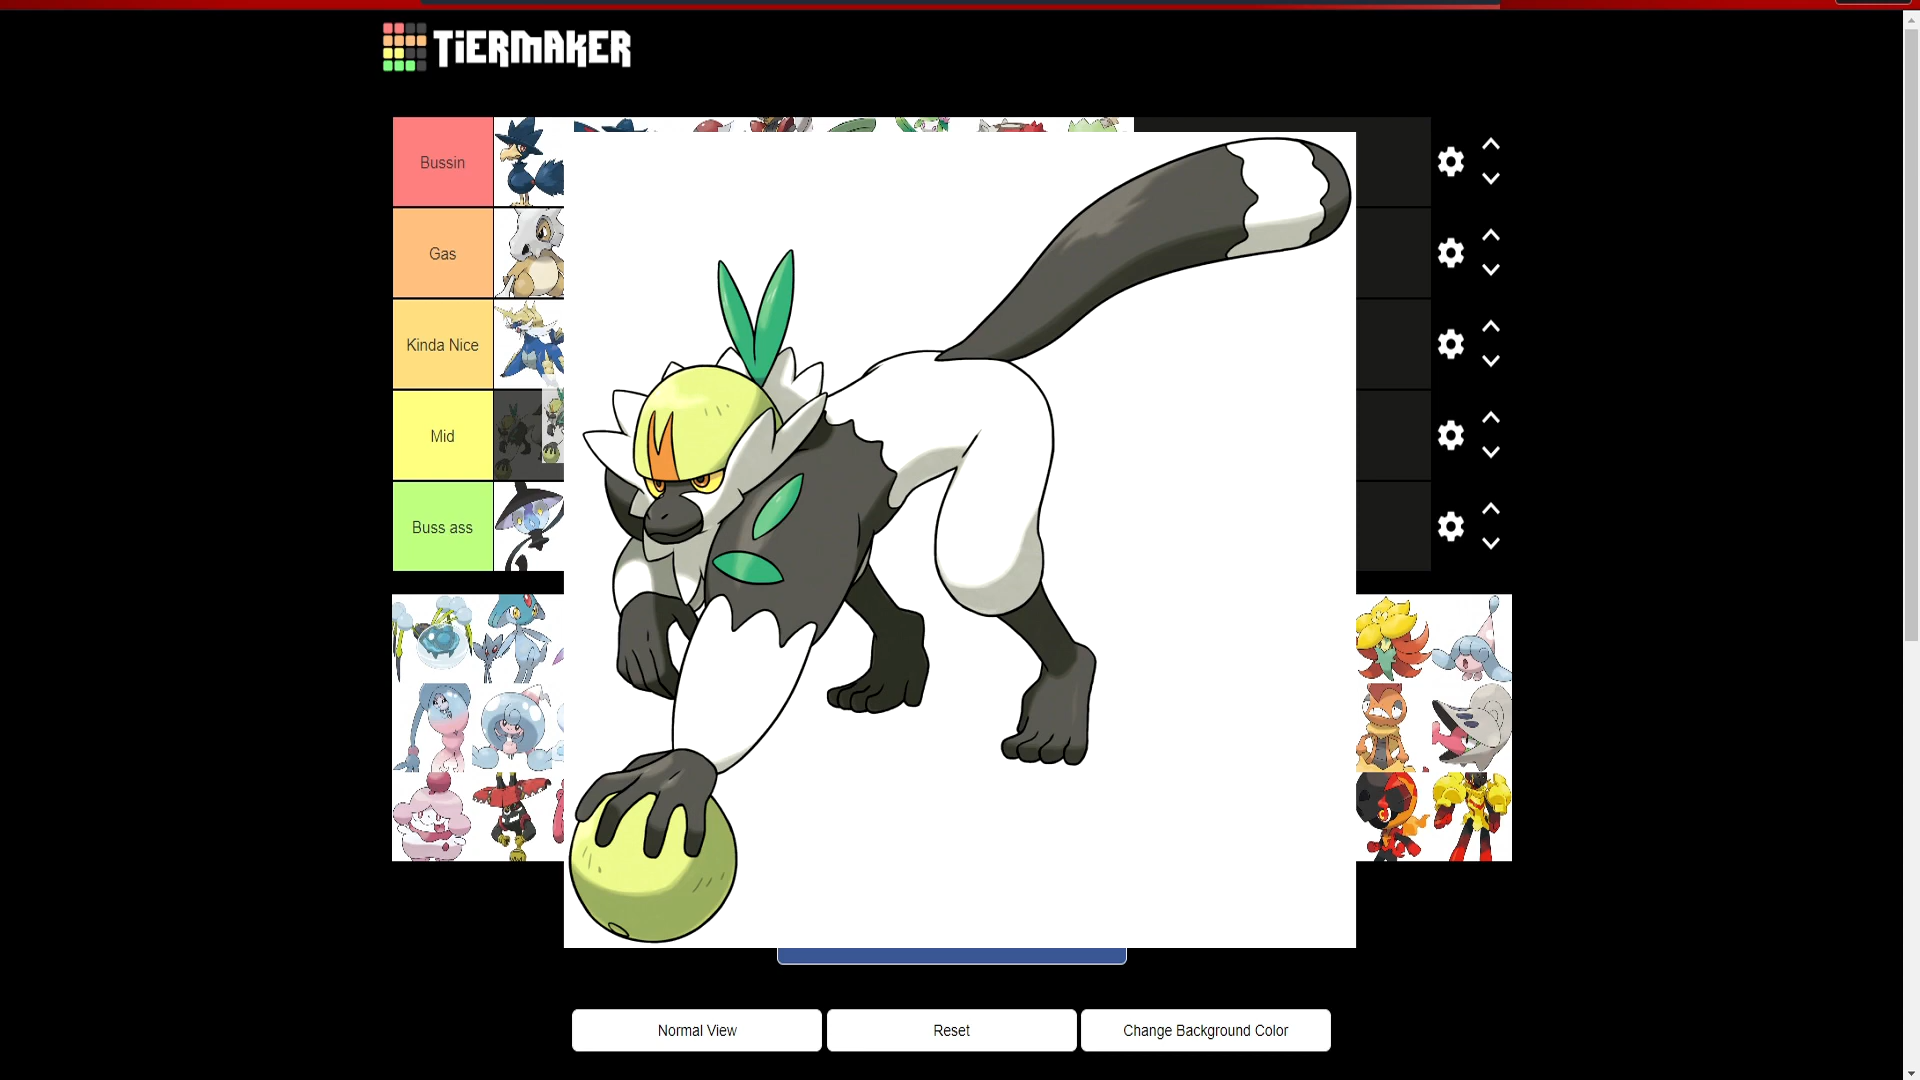 TiERMAKER
Bussin
Gas
Kinda Nice
Mid
Buss ass
Normal View
Reset
Change Background Color